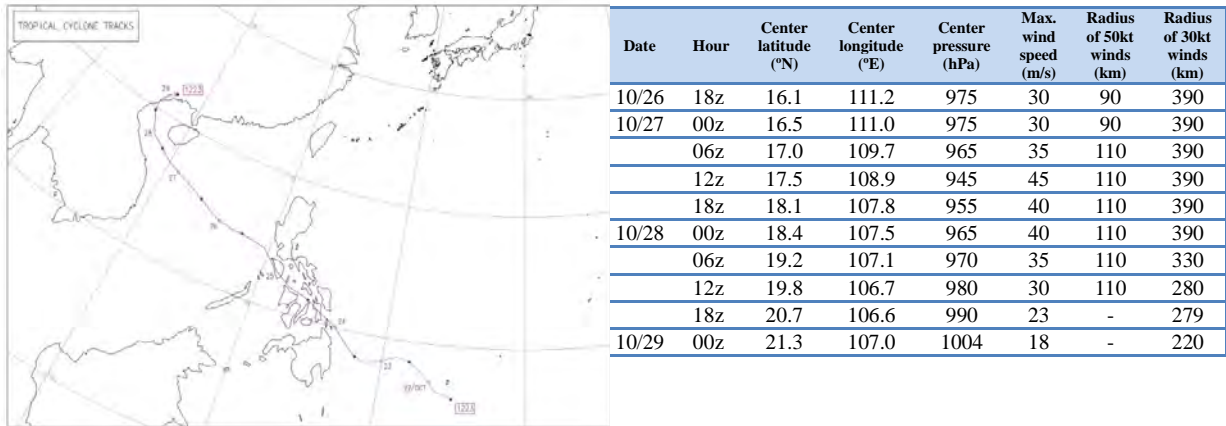 TROPICAL CYCLONE TRACKS
1223
28
27
1223
Date Hour Center latitude (°N) Center longitude (°E) Center pressure (hPa) Max. wind speed (m/s) Radius of 50kt winds (km) Radius of 30kt winds (km)
10/26 18z 16.1 111.2 975 30 90 390
10/27 00z 16.5 111.0 975 30 90 390
06z 17.0 109.7 965 35 110 390
12z 17.5 108.9 945 45 110 390
18z 18.1 107.8 955 40 110 390
10/28 00z 18.4 107.5 965 40 110 390
06z 19.2 107.1 970 35 110 330
12z 19.8 106.7 980 30 110 280
18z 20.7 106.6 990 23 - 279
10/29 00z 21.3 107.0 1004 18 - 220